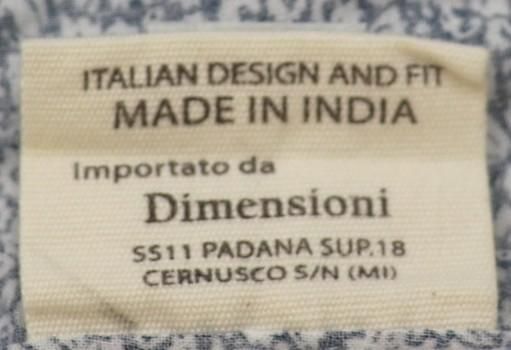 ITALIAN DESIGN AND FIT
MADE IN INDIA
Importato da
Dimensioni
SS11 PADANA SUP.18
CERNUSCO S/N (MI)